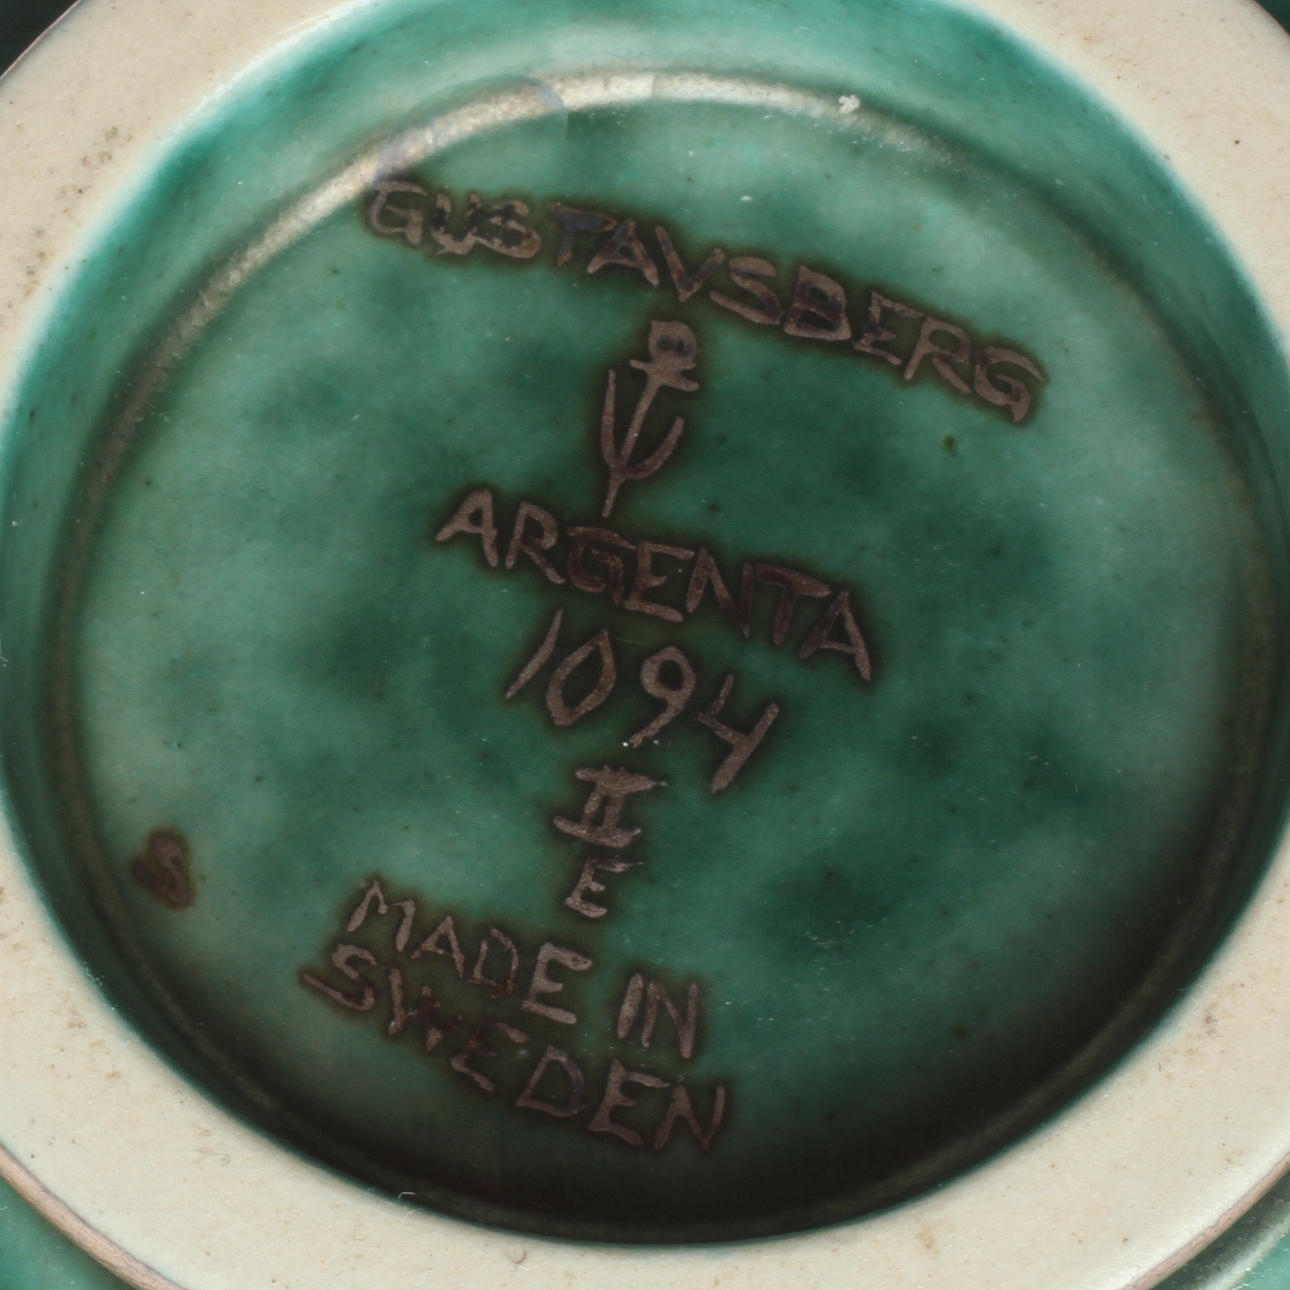 GUSTAVSBERG
ARGENTA
1094
II
E
MADE IN
SWEDEN
S